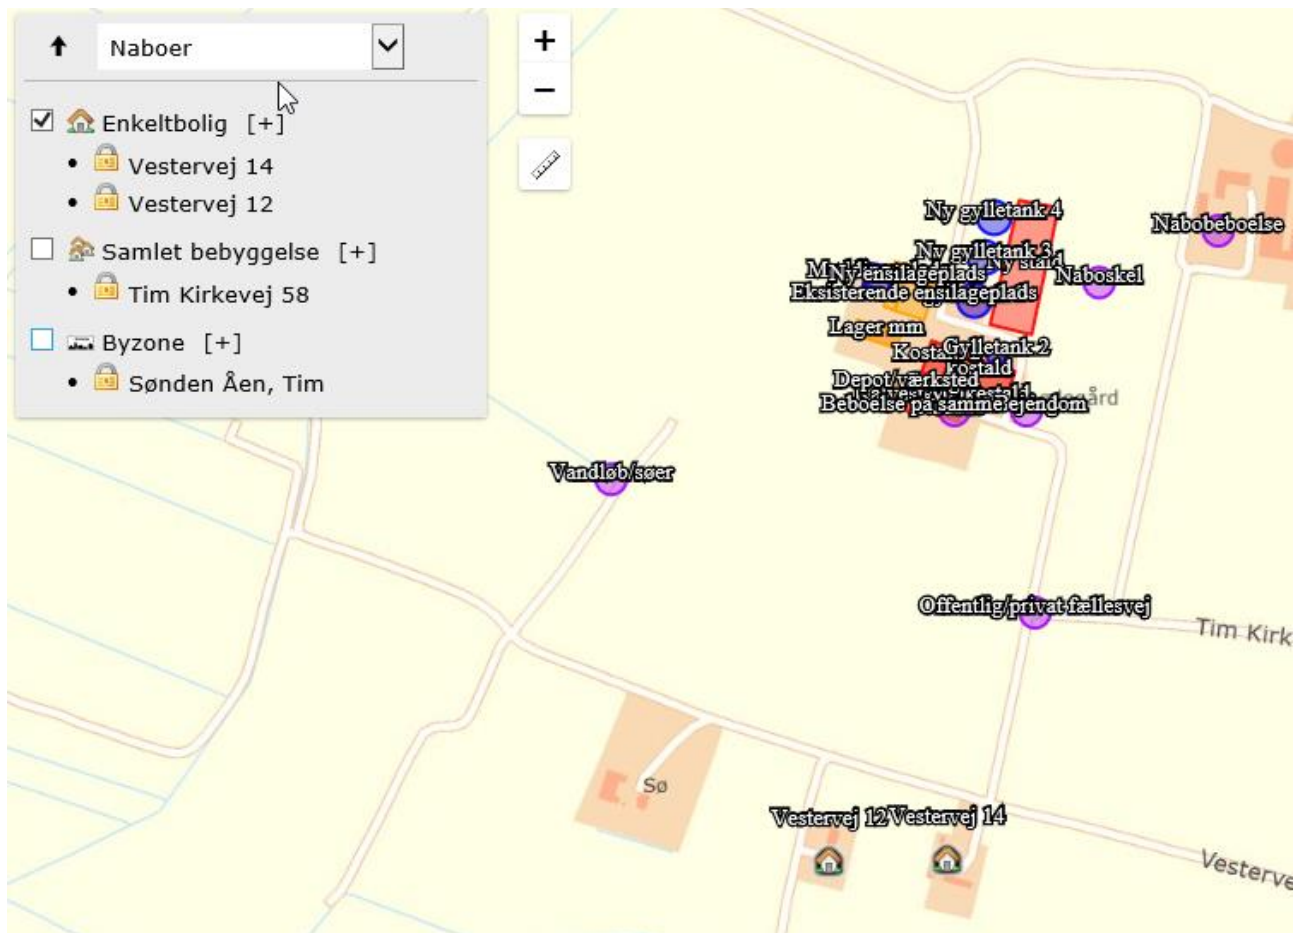 Naboer
Enkeltbolig [+]
Vestervej 14
Vestervej 12
Samlet bebyggelse [+]
Tim Kirkevej 58
Byzone [+]
Sønden Åen, Tim
+
−
Ny gylletank 4
Nabobeboelse
Ny gylletank 3
Ny stald
Naboskel
Ny ensilageplads
Eksisterende ensilageplads
Lager mm
Gylletank 2
kostald
Depot/værksted
Beboelse på samme ejendom
Vandløb/søer
Offentlig/privat fællesvej
Tim Kirk
Sø
Vestervej 12
Vestervej 14
Vesterve